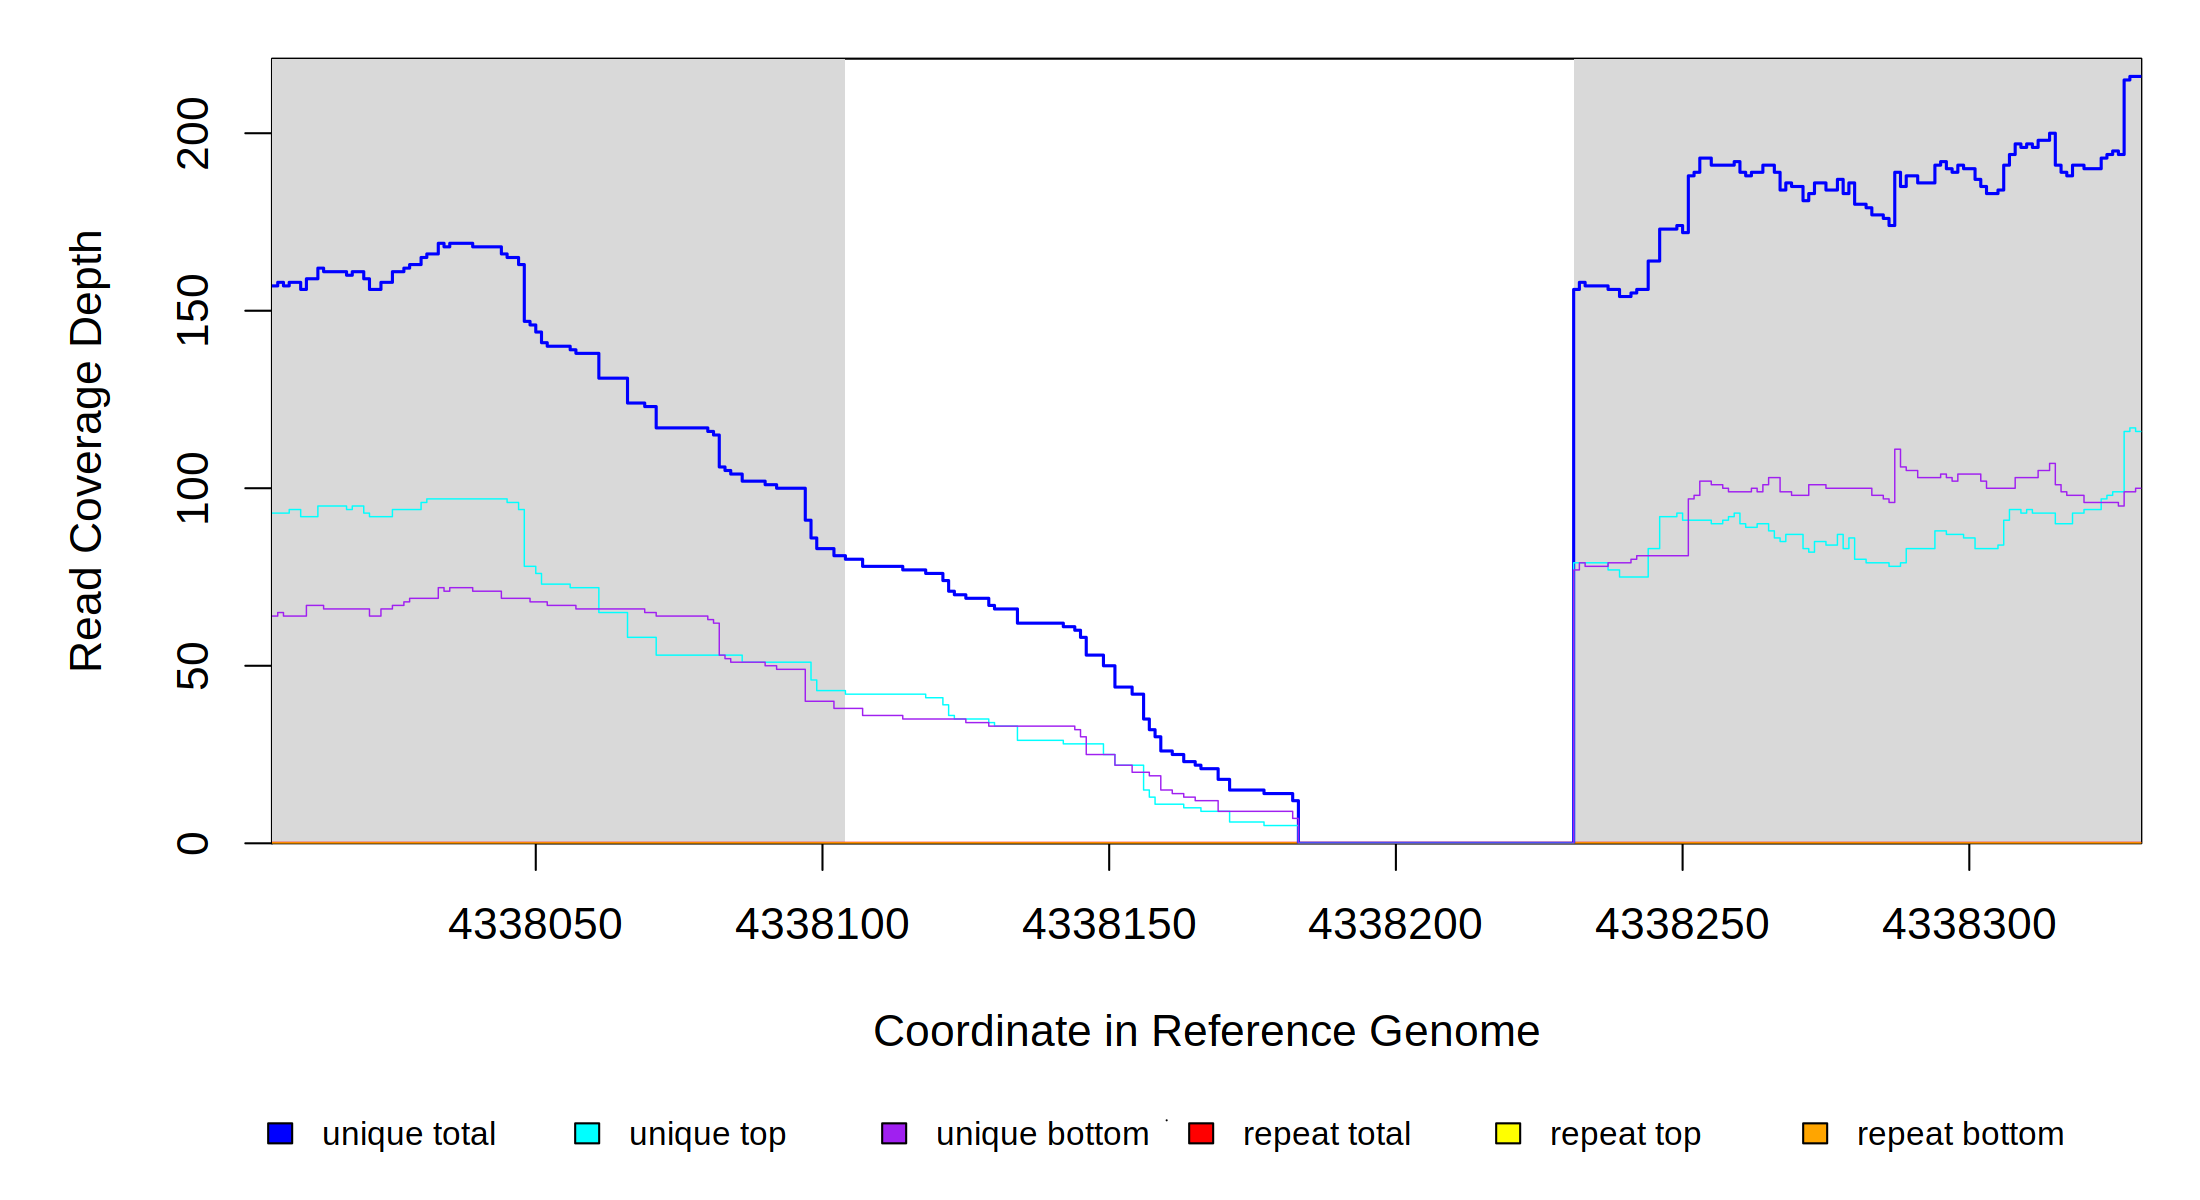 Read Coverage Depth
200
150
100
50
0
4338050 4338100 4338150 4338200 4338250 4338300
Coordinate in Reference Genome
unique total unique top unique bottom repeat total repeat top repeat bottom